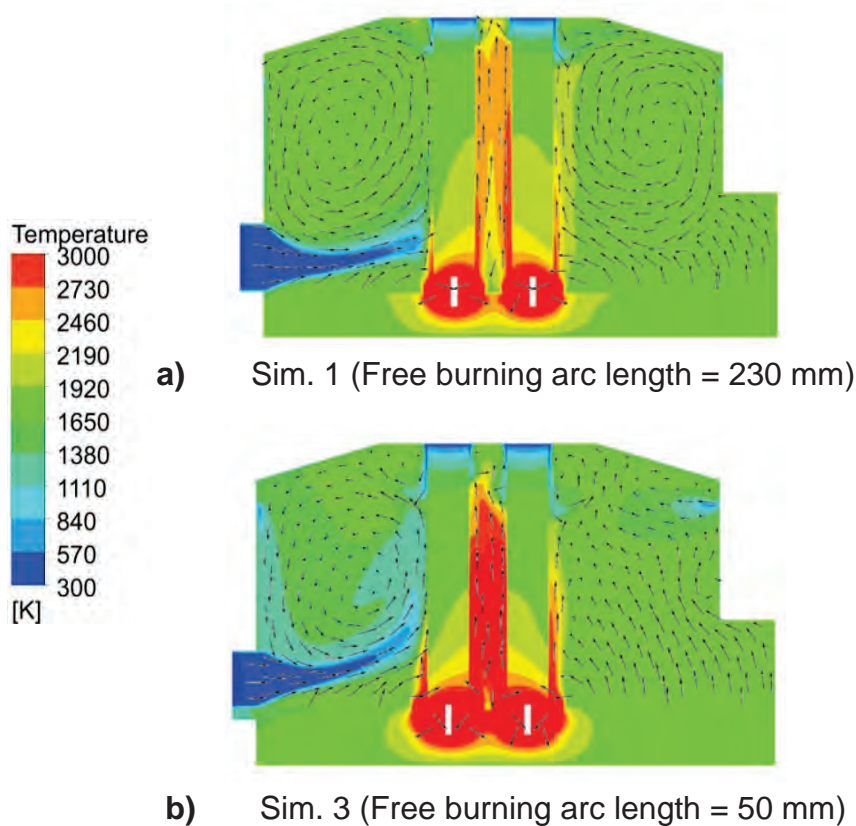 Temperature
3000
2730
2460
2190
1920
1650
1380
1110
840
570
300
[K]
a) Sim. 1 (Free burning arc length = 230 mm)
b) Sim. 3 (Free burning arc length = 50 mm)